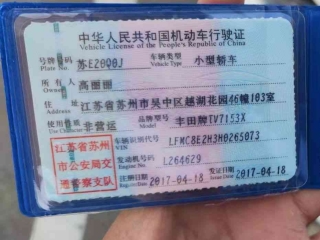 中华人民共和国机动车行驶证
Vehicle License of the People's Republic of China
号牌号码 Plate No. 苏E2000J 车辆类型 Vehicle Type 小型轿车
所有人 高丽丽
住址 江苏省苏州市吴中区越湖花园46幢103室
使用性质 Use Character 非营运 品牌型号 丰田牌TV7153X
江苏省苏州市公安局交通警察支队
车辆识别代号 VIN LFMC8E2H3H0265073
发动机号码 Engine No. L264629
注册日期 2017-04-18 发证日期 2017-04-18